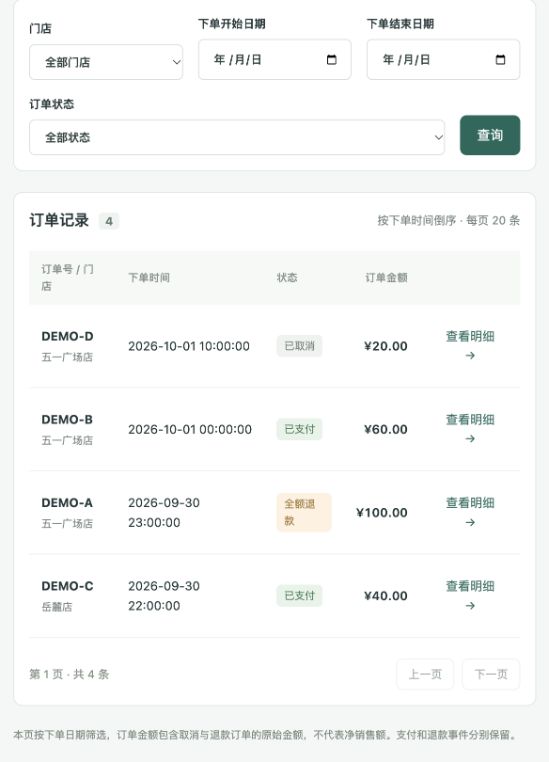 门店
下单开始日期
下单结束日期
全部门店
年 /月/日
年 /月/日
订单状态
全部状态
查询
订单记录 4
按下单时间倒序 · 每页 20 条
订单号 / 门
店
下单时间
状态
订单金额
DEMO-D
五一广场店
2026-10-01 10:00:00
已取消
¥20.00
查看明细
→
DEMO-B
五一广场店
2026-10-01 00:00:00
已支付
¥60.00
查看明细
→
DEMO-A
五一广场店
2026-09-30
23:00:00
全额退
款
¥100.00
查看明细
→
DEMO-C
岳麓店
2026-09-30
22:00:00
已支付
¥40.00
查看明细
→
第 1 页 · 共 4 条
上一页
下一页
本页按下单日期筛选，订单金额包含取消与退款订单的原始金额，不代表净销售额。支付和退款事件分别保留。